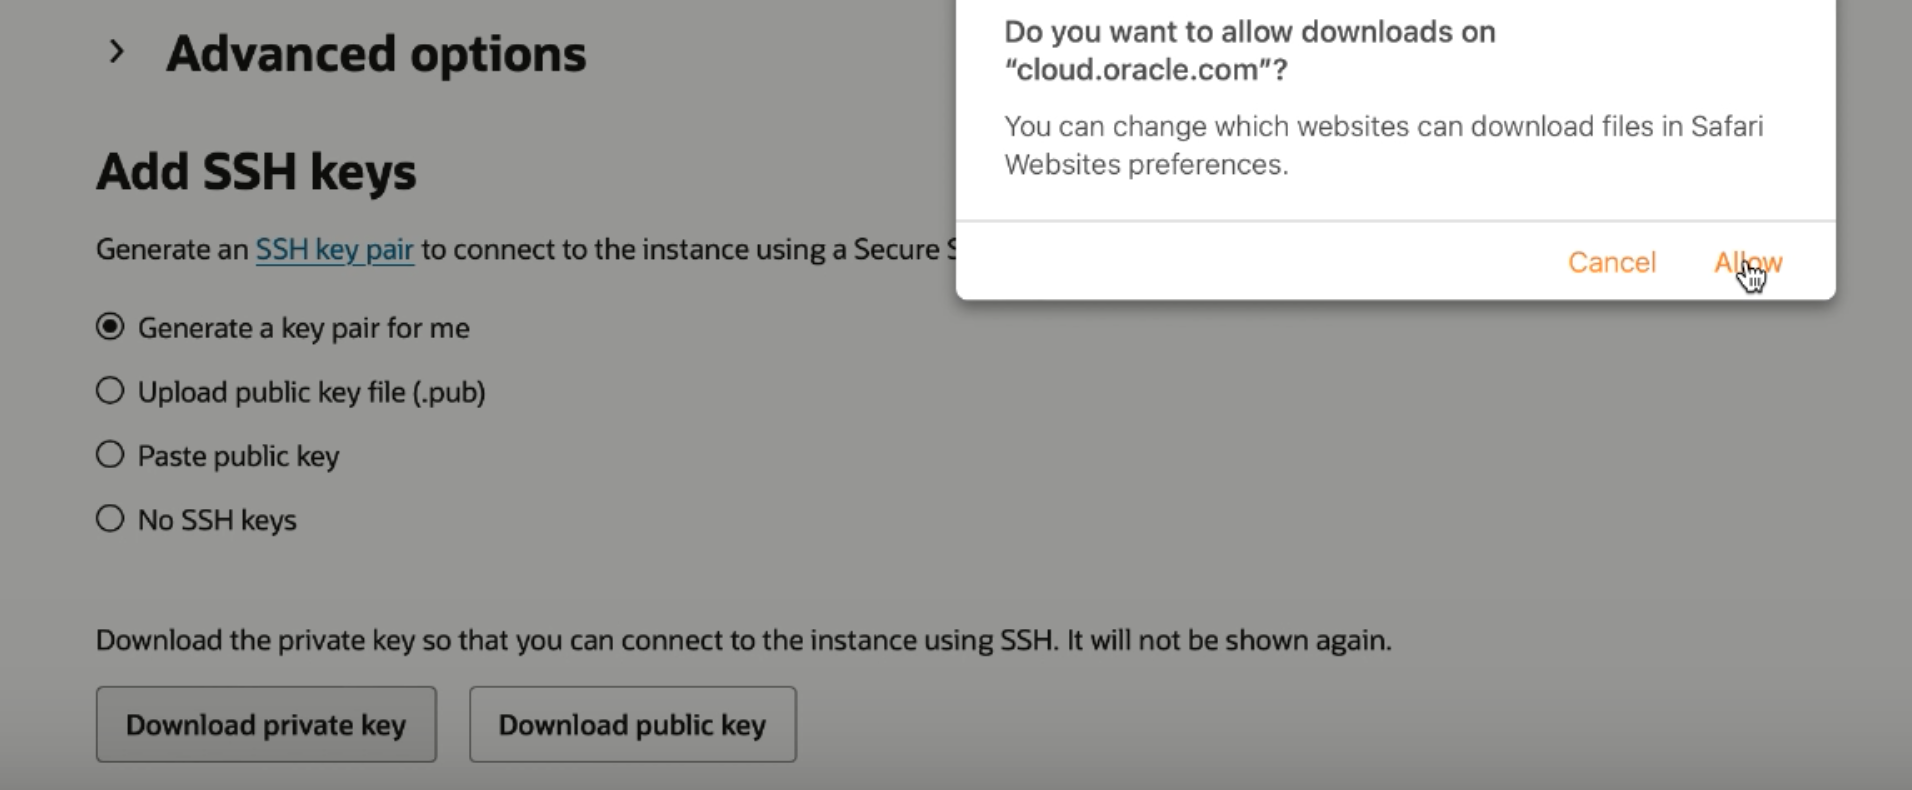 Advanced options
Add SSH keys
Generate an SSH key pair to connect to the instance using a Secure
Generate a key pair for me
Upload public key file (.pub)
Paste public key
No SSH keys
Download the private key so that you can connect to the instance using SSH. It will not be shown again.
Download private key
Download public key
Do you want to allow downloads on
“cloud.oracle.com”?
You can change which websites can download files in Safari
Websites preferences.
Cancel
Allow